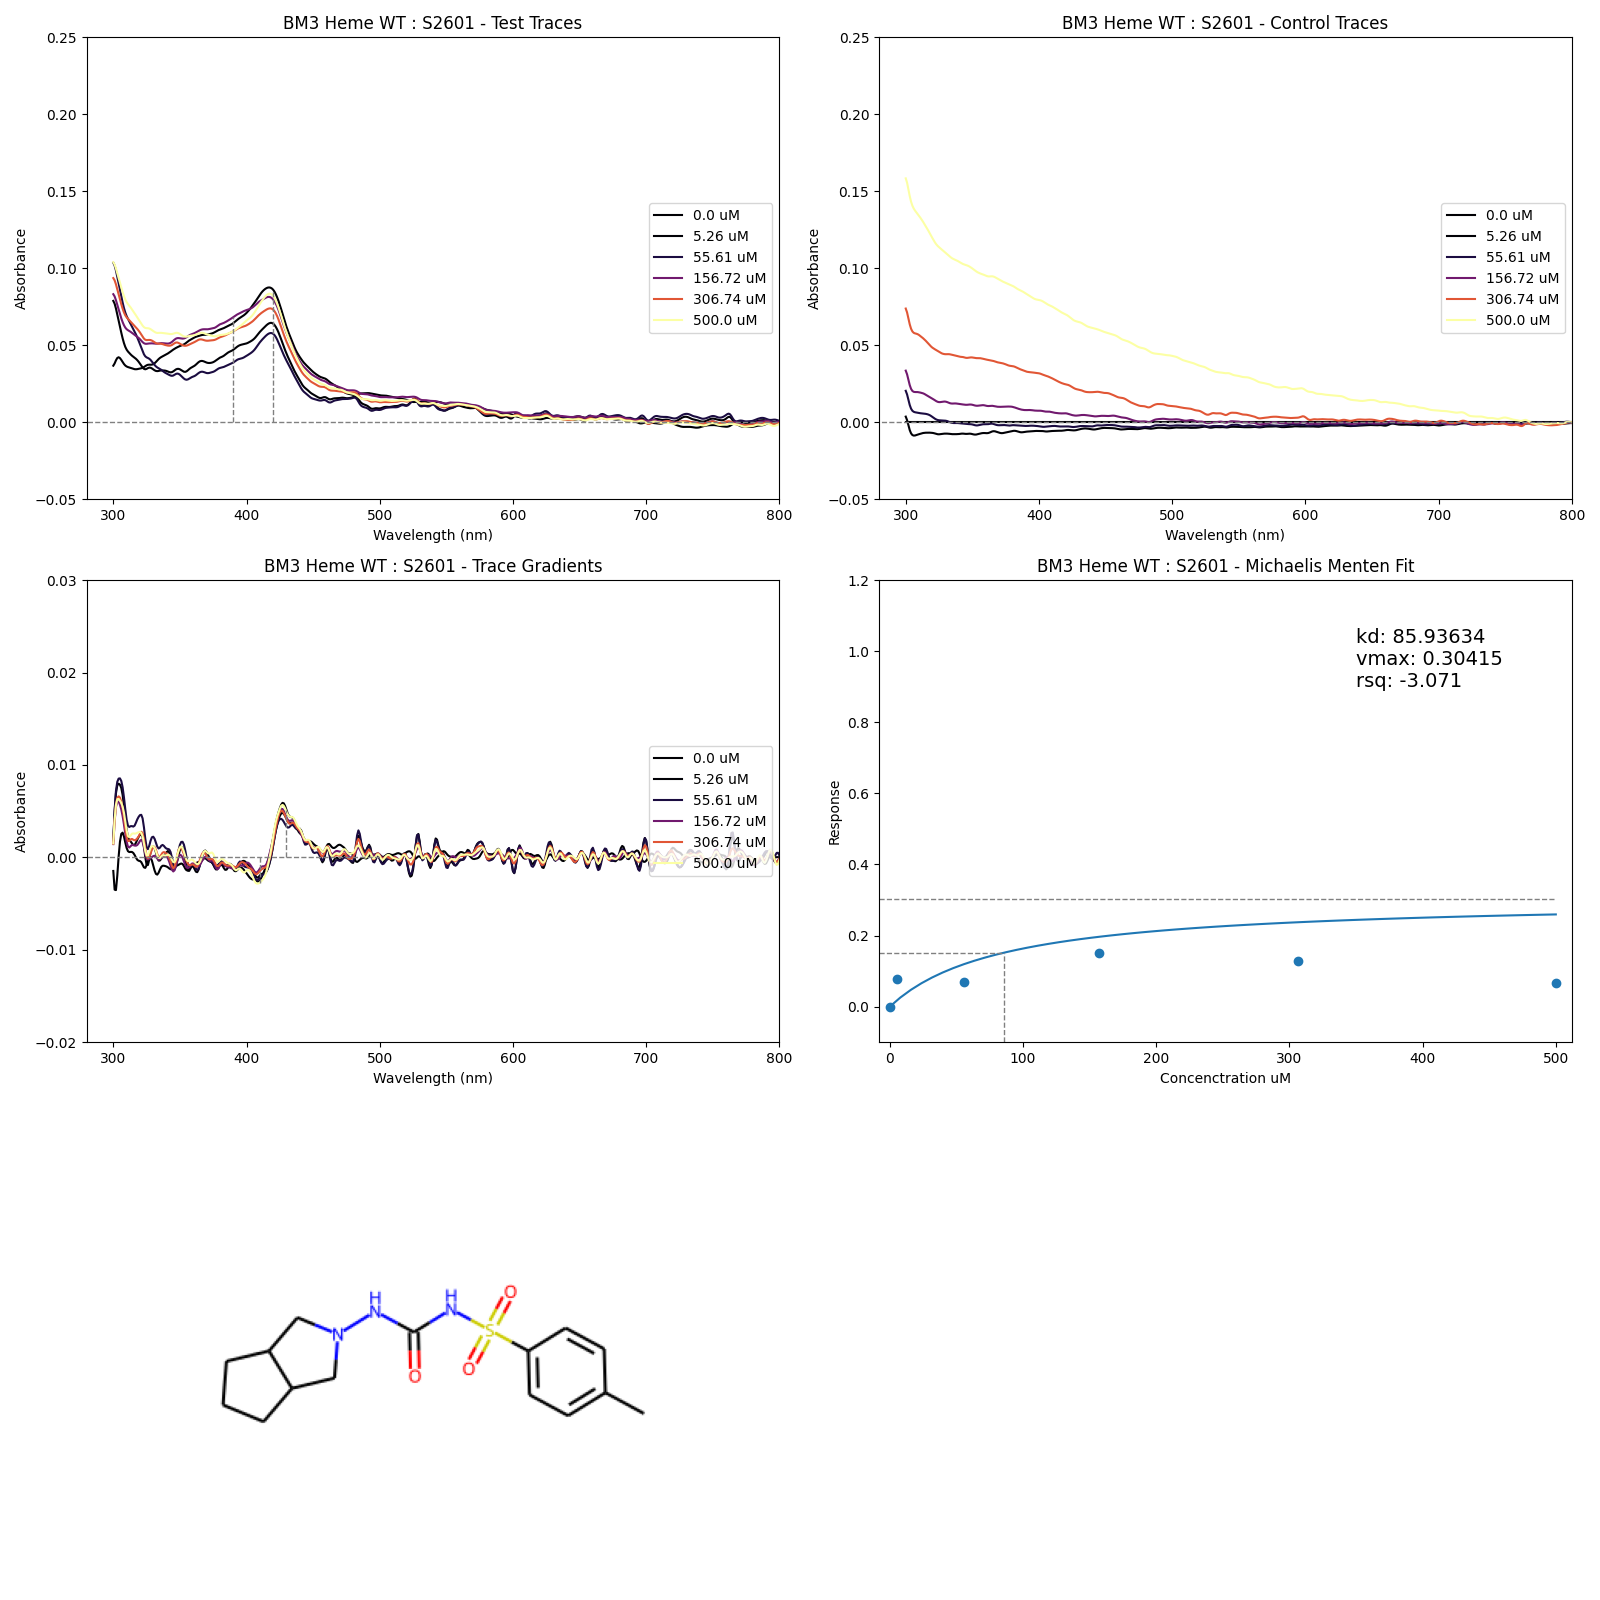 BM3 Heme WT : S2601 - Test Traces
Absorbance
0.25
0.20
0.15
0.10
0.05
0.00
−0.05
300 400 500 600 700 800
Wavelength (nm)
0.0 uM
5.26 uM
55.61 uM
156.72 uM
306.74 uM
500.0 uM
BM3 Heme WT : S2601 - Control Traces
Absorbance
0.25
0.20
0.15
0.10
0.05
0.00
−0.05
300 400 500 600 700 800
Wavelength (nm)
0.0 uM
5.26 uM
55.61 uM
156.72 uM
306.74 uM
500.0 uM
BM3 Heme WT : S2601 - Trace Gradients
Absorbance
0.03
0.02
0.01
0.00
−0.01
−0.02
300 400 500 600 700 800
Wavelength (nm)
0.0 uM
5.26 uM
55.61 uM
156.72 uM
306.74 uM
500.0 uM
BM3 Heme WT : S2601 - Michaelis Menten Fit
Response
1.2
1.0
0.8
0.6
0.4
0.2
0.0
0 100 200 300 400 500
Concenctration uM
kd: 85.93634
vmax: 0.30415
rsq: -3.071
H
N
H
N
O
N
S
O
O